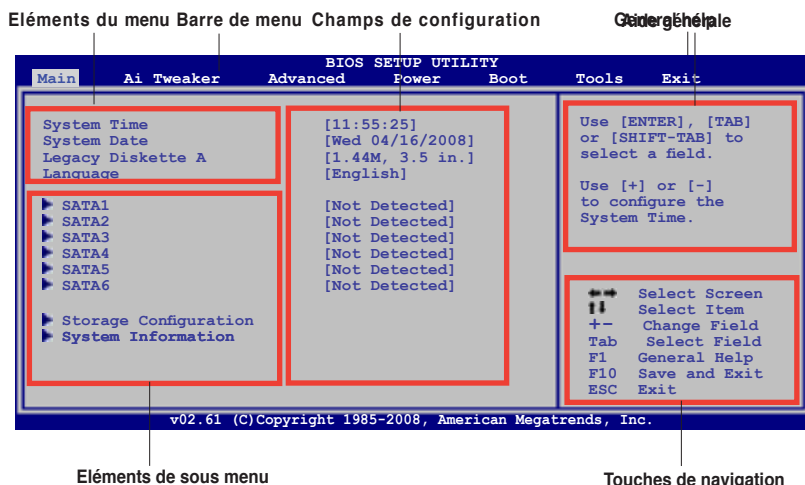 Eléments du menu Barre de menu Champs de configuration Aide générale
BIOS SETUP UTILITY
Main Ai Tweaker Advanced Power Boot Tools Exit
System Time [11:55:25]
System Date [Wed 04/16/2008]
Legacy Diskette A [1.44M, 3.5 in.]
Language [English]
SATA1 [Not Detected]
SATA2 [Not Detected]
SATA3 [Not Detected]
SATA4 [Not Detected]
SATA5 [Not Detected]
SATA6 [Not Detected]
Storage Configuration
System Information
Use [ENTER], [TAB]
or [SHIFT-TAB] to
select a field.
Use [+] or [-]
to configure the
System Time.
Select Screen
Select Item
+- Change Field
Tab Select Field
F1 General Help
F10 Save and Exit
ESC Exit
v02.61 (C)Copyright 1985-2008, American Megatrends, Inc.
Eléments de sous menu
Touches de navigation